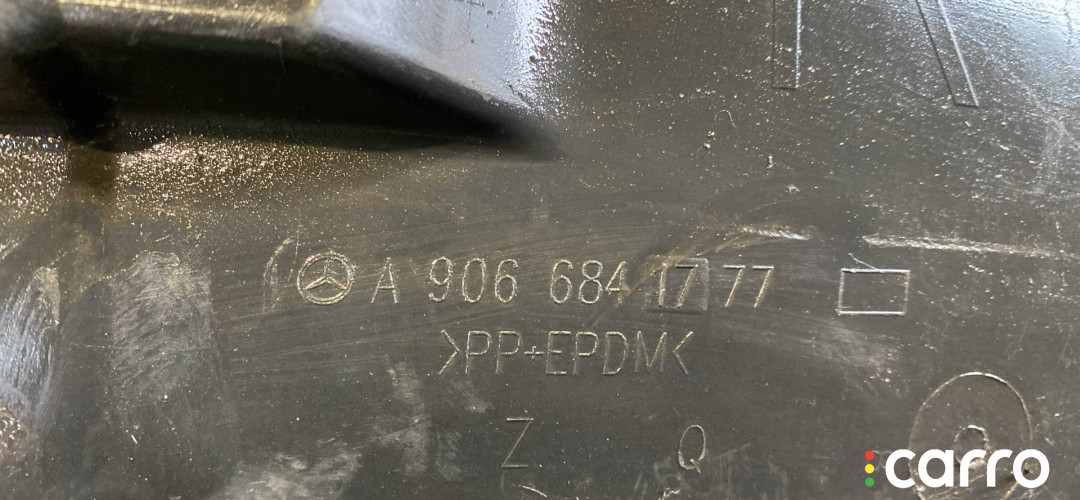 A 906 684 17 77
>PP+EPDM<
Z Q
carro